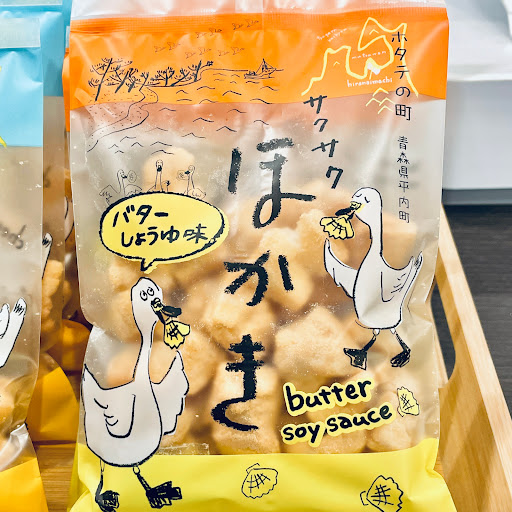 ホタテの町
青森県平内町
サクサク
ほかき
バター
しょうゆ味
butter
soy sauce